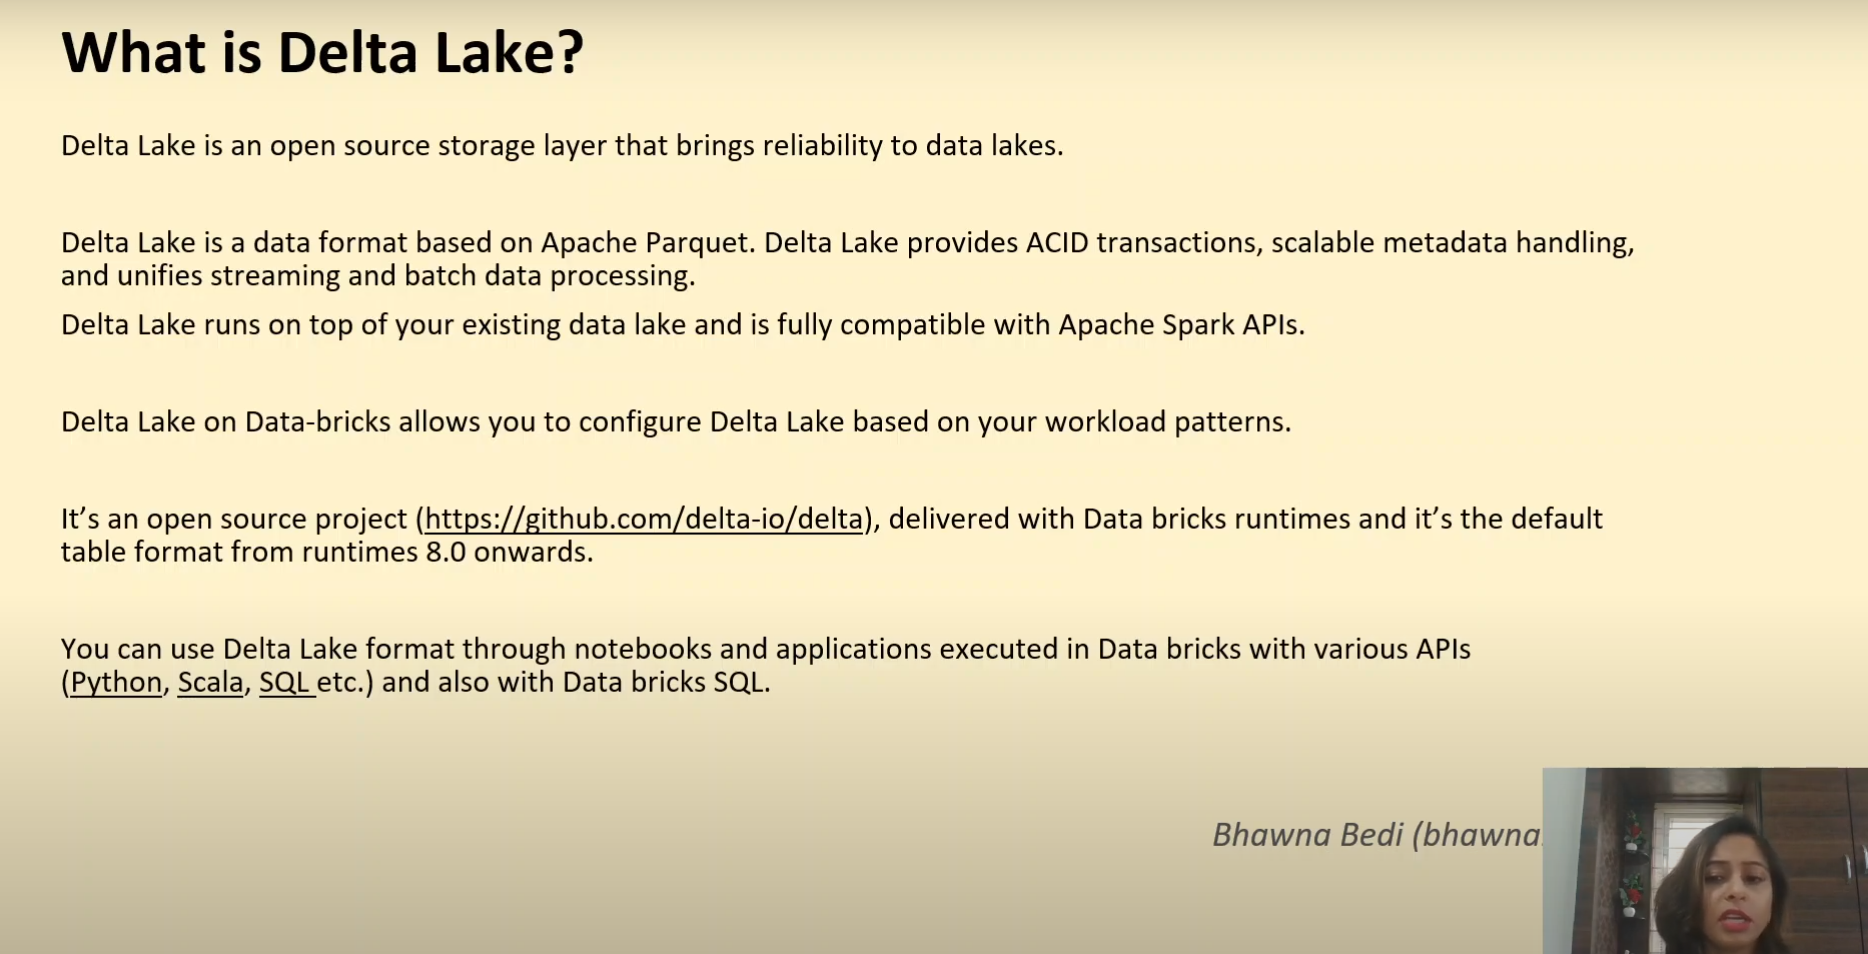 What is Delta Lake?
Delta Lake is an open source storage layer that brings reliability to data lakes.
Delta Lake is a data format based on Apache Parquet. Delta Lake provides ACID transactions, scalable metadata handling,
and unifies streaming and batch data processing.
Delta Lake runs on top of your existing data lake and is fully compatible with Apache Spark APIs.
Delta Lake on Data-bricks allows you to configure Delta Lake based on your workload patterns.
It’s an open source project (https://github.com/delta-io/delta), delivered with Data bricks runtimes and it’s the default
table format from runtimes 8.0 onwards.
You can use Delta Lake format through notebooks and applications executed in Data bricks with various APIs
(Python, Scala, SQL etc.) and also with Data bricks SQL.
Bhawna Bedi (bhawna